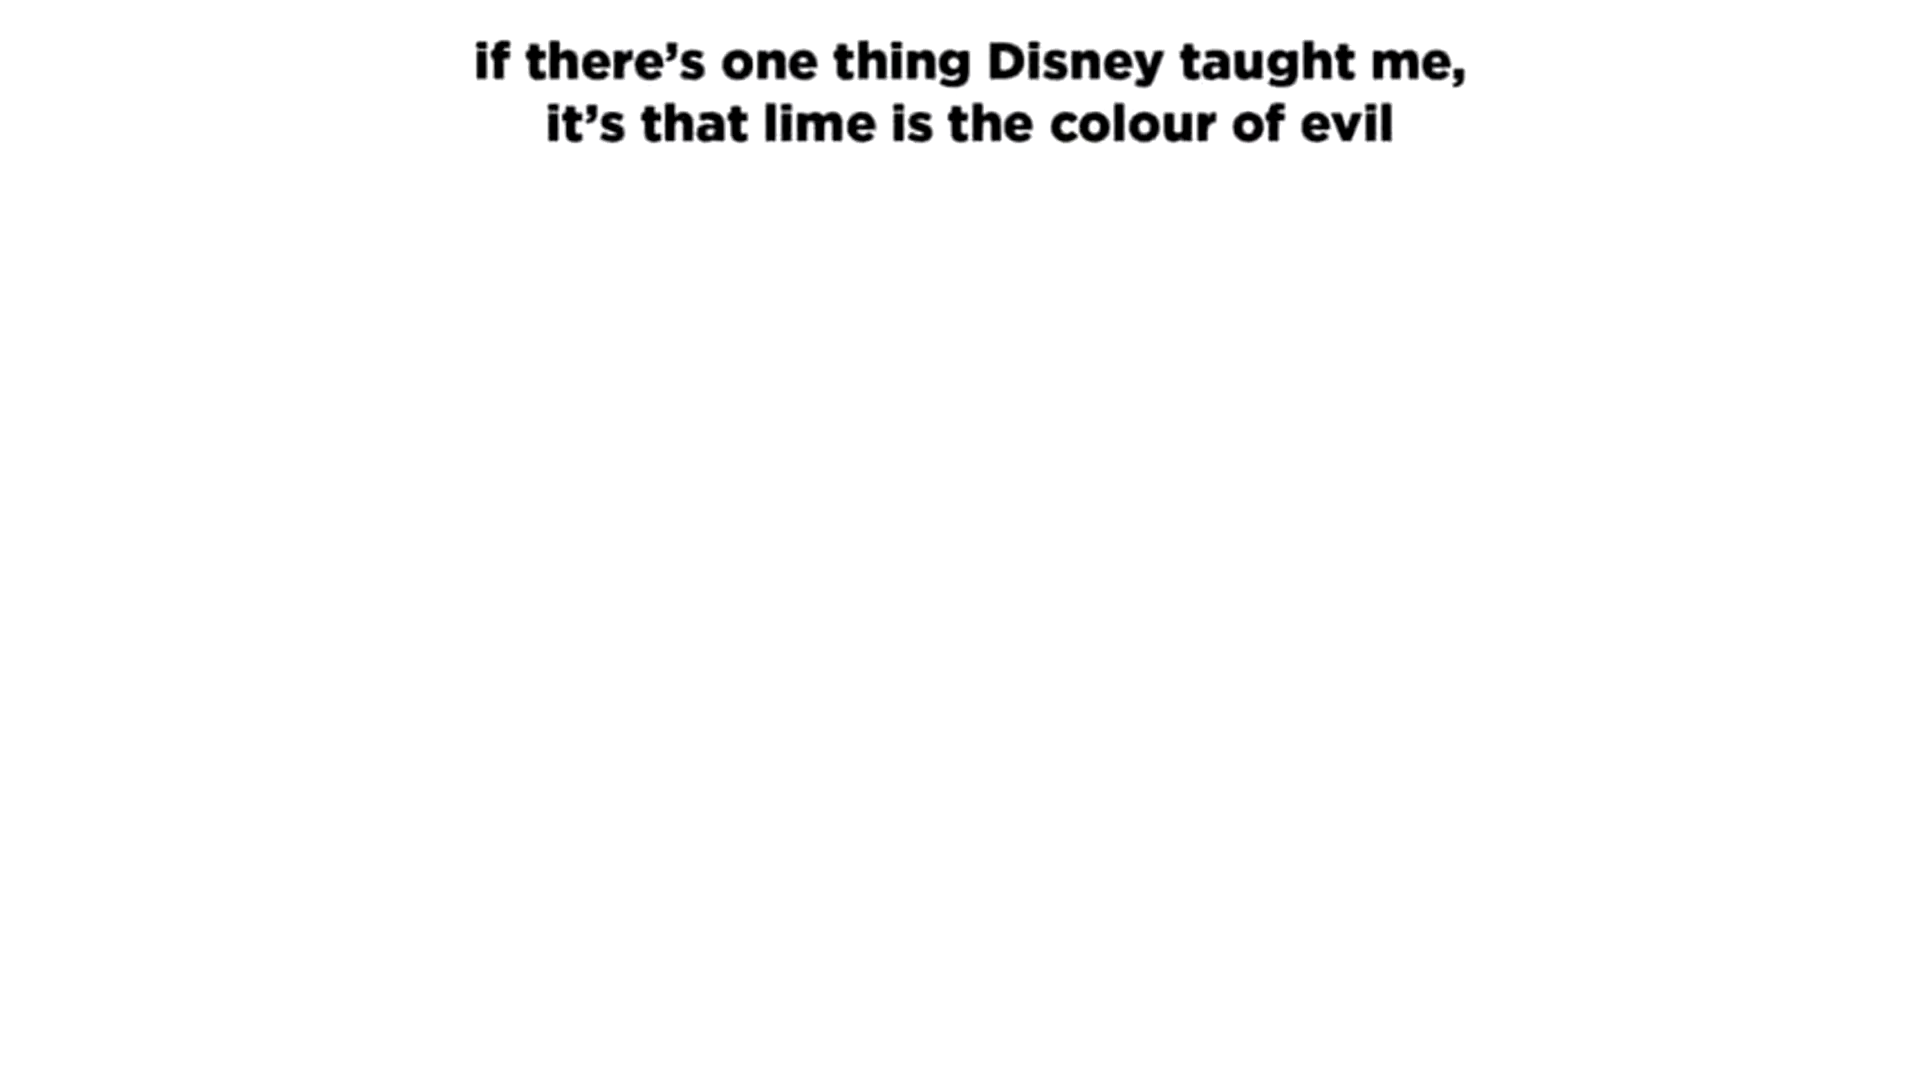 if there’s one thing Disney taught me,
it’s that lime is the colour of evil